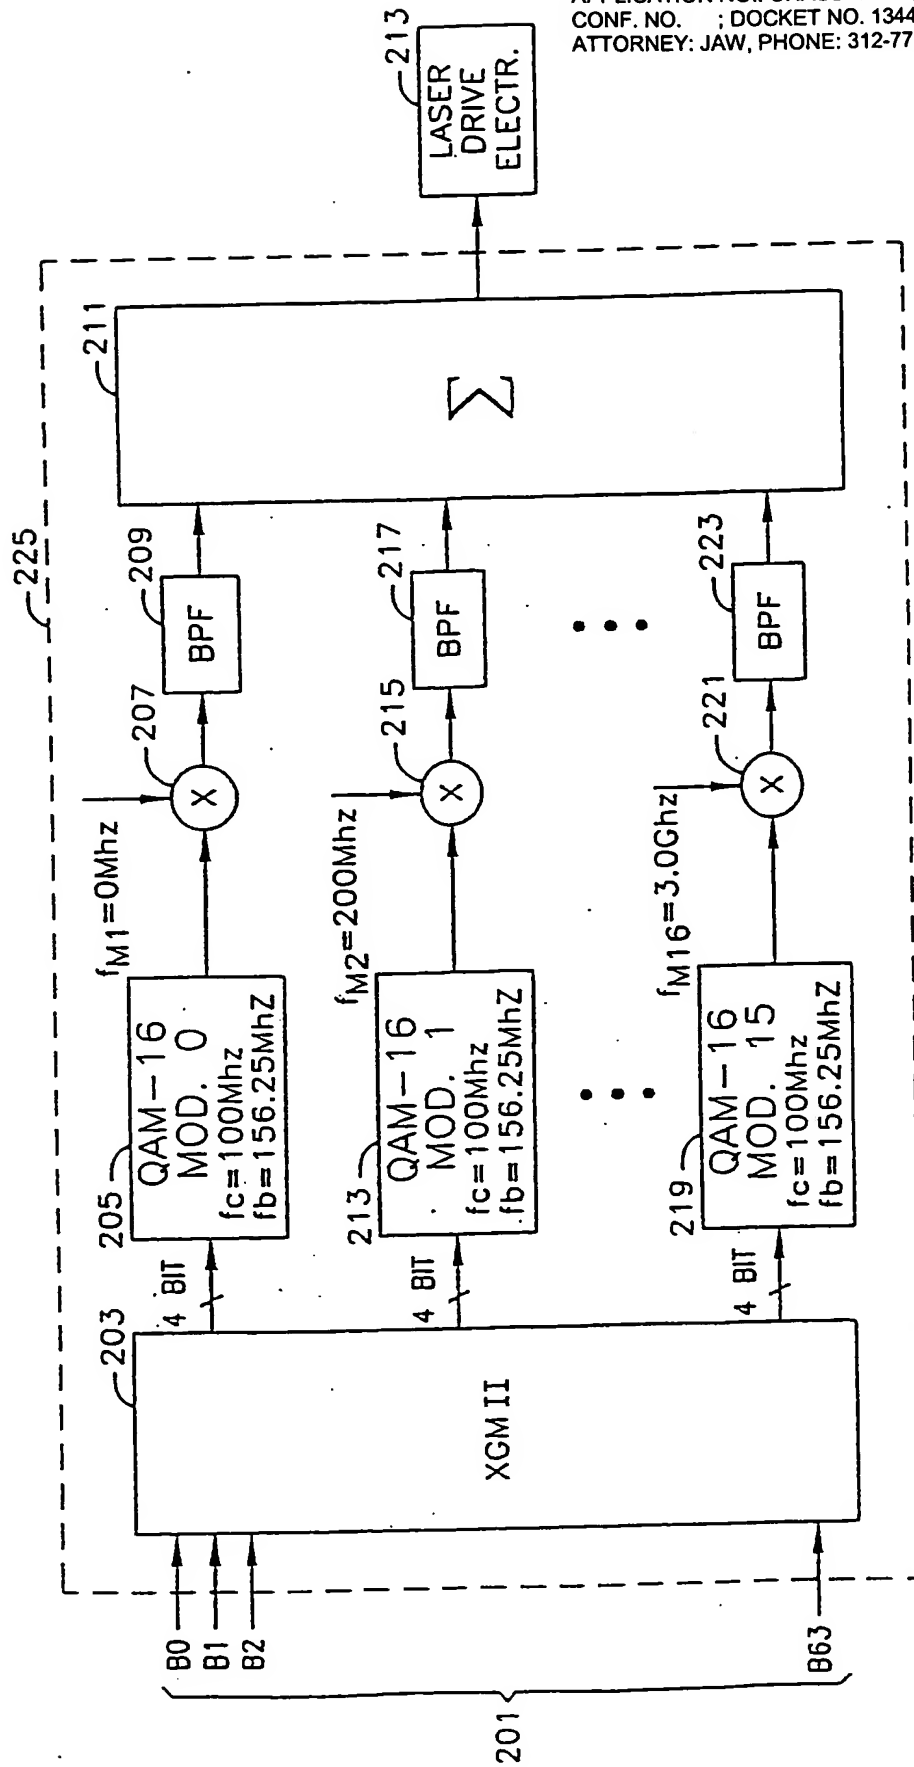 CONF. NO. ; DOCKET NO. 1344
ATTORNEY: JAW, PHONE: 312-77
225
201
B0
B1
B2
B63
203
XGM II
4 BIT
4 BIT
4 BIT
205
QAM-16
MOD. 0
fc=100Mhz
fb=156.25MhZ
213
QAM-16
MOD. 1
fc=100Mhz
fb=156.25MhZ
219
QAM-16
MOD. 15
fc=100Mhz
fb=156.25MhZ
fM1=0Mhz
207
X
fM2=200Mhz
215
X
fM16=3.0Ghz
221
X
209
BPF
217
BPF
223
BPF
211
Σ
213
LASER
DRIVE
ELECTR.